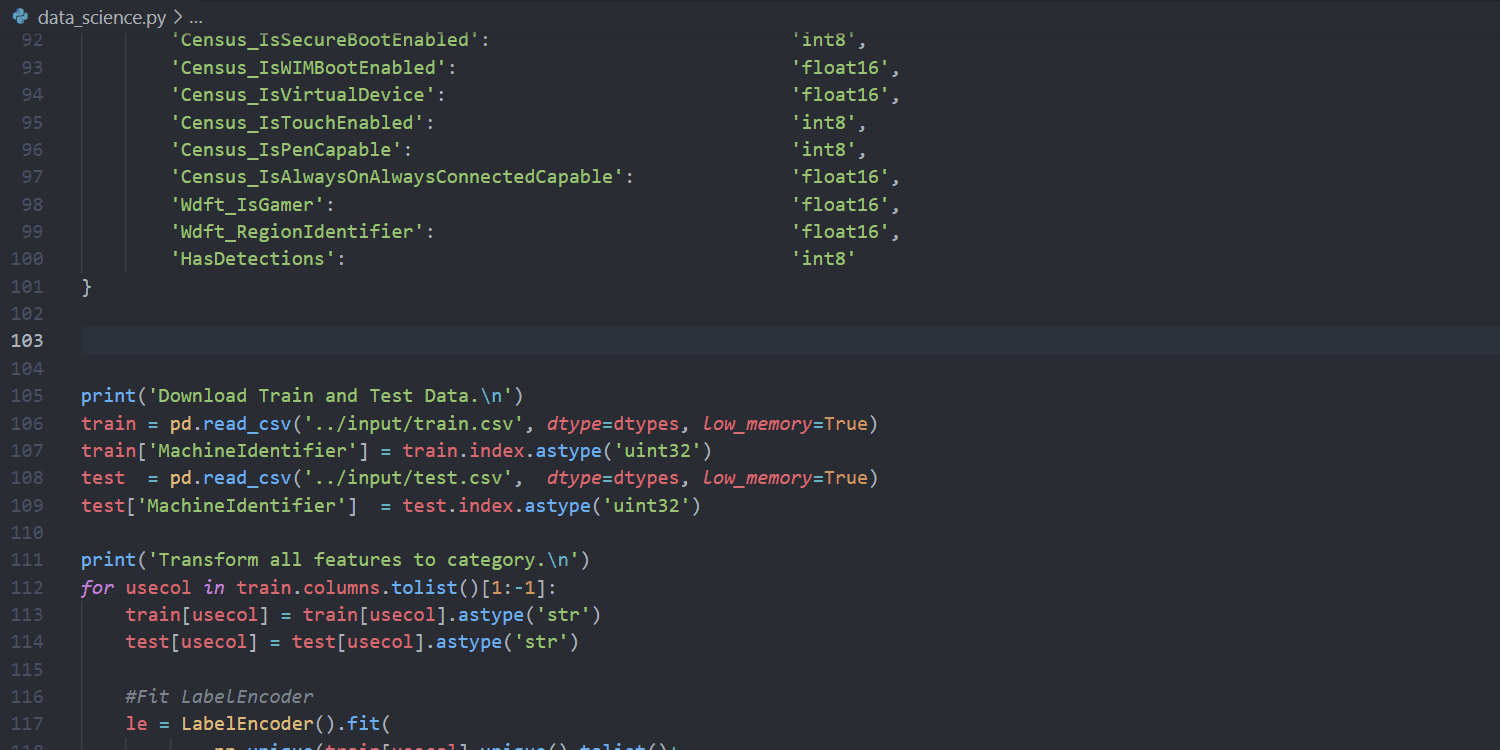 data_science.py > ...
92 'Census_IsSecureBootEnabled': 'int8',
93 'Census_IsWIMBootEnabled': 'float16',
94 'Census_IsVirtualDevice': 'float16',
95 'Census_IsTouchEnabled': 'int8',
96 'Census_IsPenCapable': 'int8',
97 'Census_IsAlwaysOnAlwaysConnectedCapable': 'float16',
98 'Wdft_IsGamer': 'float16',
99 'Wdft_RegionIdentifier': 'float16',
100 'HasDetections': 'int8'
101 }
102
103
104
105 print('Download Train and Test Data.\n')
106 train = pd.read_csv('../input/train.csv', dtype=dtypes, low_memory=True)
107 train['MachineIdentifier'] = train.index.astype('uint32')
108 test  = pd.read_csv('../input/test.csv',  dtype=dtypes, low_memory=True)
109 test['MachineIdentifier']  = test.index.astype('uint32')
110
111 print('Transform all features to category.\n')
112 for usecol in train.columns.tolist()[1:-1]:
113     train[usecol] = train[usecol].astype('str')
114     test[usecol] = test[usecol].astype('str')
115
116     #Fit LabelEncoder
117     le = LabelEncoder().fit(
118             np.unique(train[usecol].unique().tolist()+